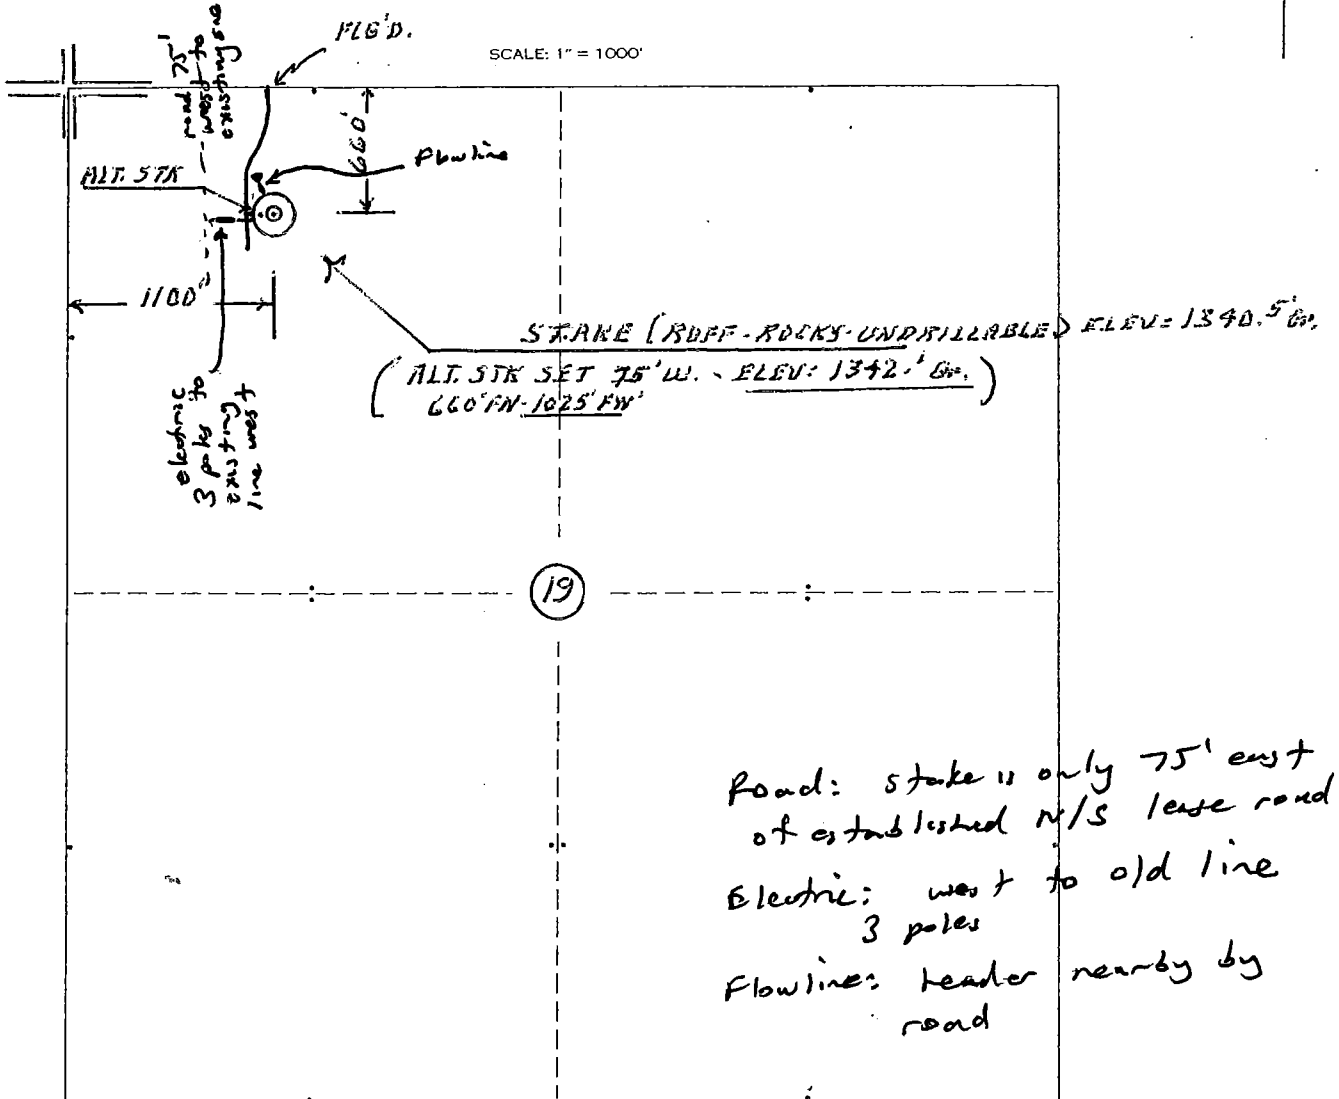 FLG'D.
SCALE: 1" = 1000'
road 75'
west to
existing one
660'
Flowline
ALT. STK
1100'
STAKE (RUFF-ROCKY-UNDRILLABLE) ELEV= 1340.5' Gr.
(ALT. STK SET 75' W. - ELEV: 1342.' Gr.)
660' FN-1025' FW
electric
3 poles to
existing
line west
19
Road: stake is only 75' east
of established N/S lease road
Electric: west to old line
3 poles
Flowline: header nearby by
road